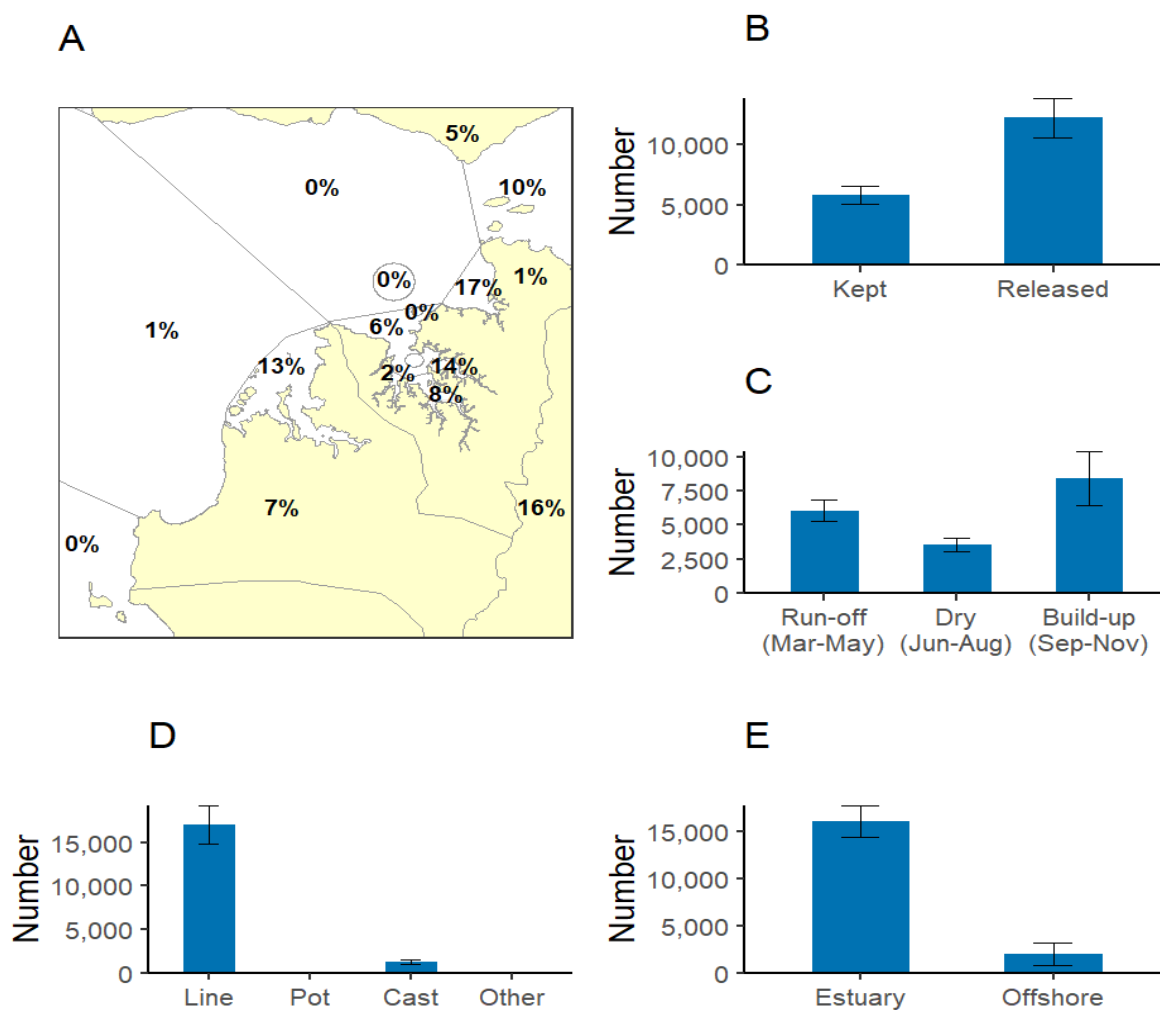 A
5%
0%
10%
0%
17%
1%
0%
6%
1%
13%
2%
14%
8%
7%
16%
0%
B
Number
10,000
5,000
0
Kept
Released
C
Number
10,000
7,500
5,000
2,500
0
Run-off
(Mar-May)
Dry
(Jun-Aug)
Build-up
(Sep-Nov)
D
Number
15,000
10,000
5,000
0
Line
Pot
Cast
Other
E
Number
15,000
10,000
5,000
0
Estuary
Offshore